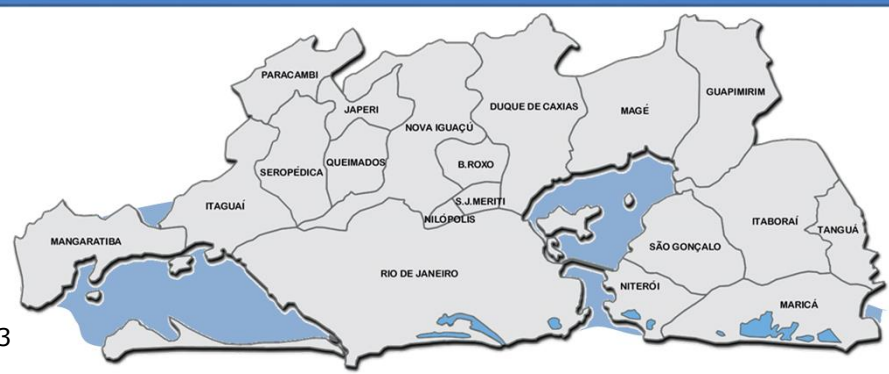 PARACAMBI
JAPERI
NOVA IGUAÇÚ
DUQUE DE CAXIAS
MAGÉ
GUAPIMIRIM
SEROPÉDICA
QUEIMADOS
B.ROXO
S.J.MERITI
NILÓPOLIS
ITAGUAÍ
MANGARATIBA
RIO DE JANEIRO
SÃO GONÇALO
ITABORAÍ
TANGUÁ
NITERÓI
MARICÁ
3